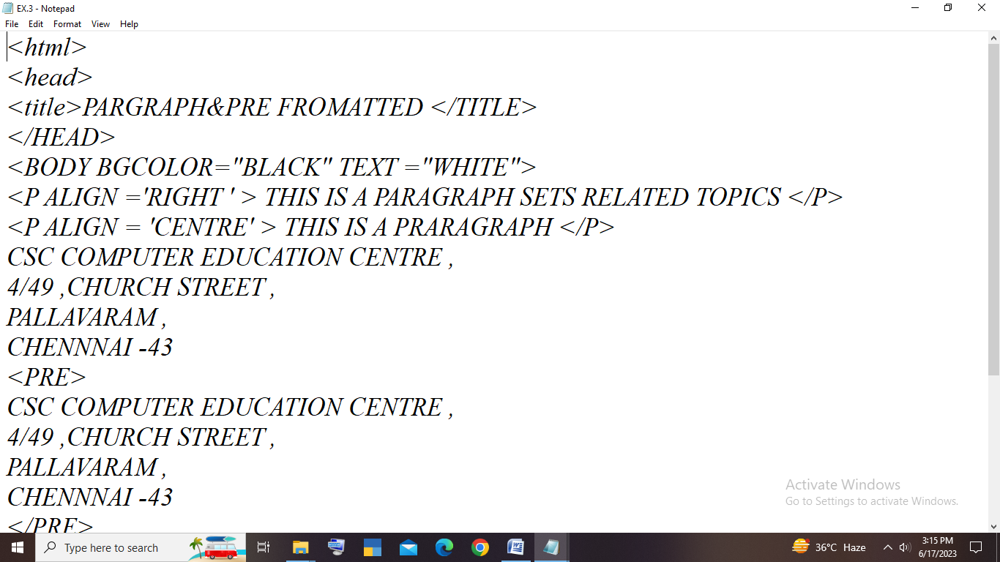 EX.3 - Notepad
File Edit Format View Help
<html>
<head>
<title>PARGRAPH&PRE FROMATTED </TITLE>
</HEAD>
<BODY BGCOLOR="BLACK" TEXT ="WHITE">
<P ALIGN ='RIGHT ' > THIS IS A PARAGRAPH SETS RELATED TOPICS </P>
<P ALIGN = 'CENTRE' > THIS IS A PRARAGRAPH </P>
CSC COMPUTER EDUCATION CENTRE ,
4/49 ,CHURCH STREET ,
PALLAVARAM ,
CHENNNAI -43
<PRE>
CSC COMPUTER EDUCATION CENTRE ,
4/49 ,CHURCH STREET ,
PALLAVARAM ,
CHENNNAI -43
</PRE>
Activate Windows
Go to Settings to activate Windows.
Type here to search
36°C Haze
3:15 PM
6/17/2023